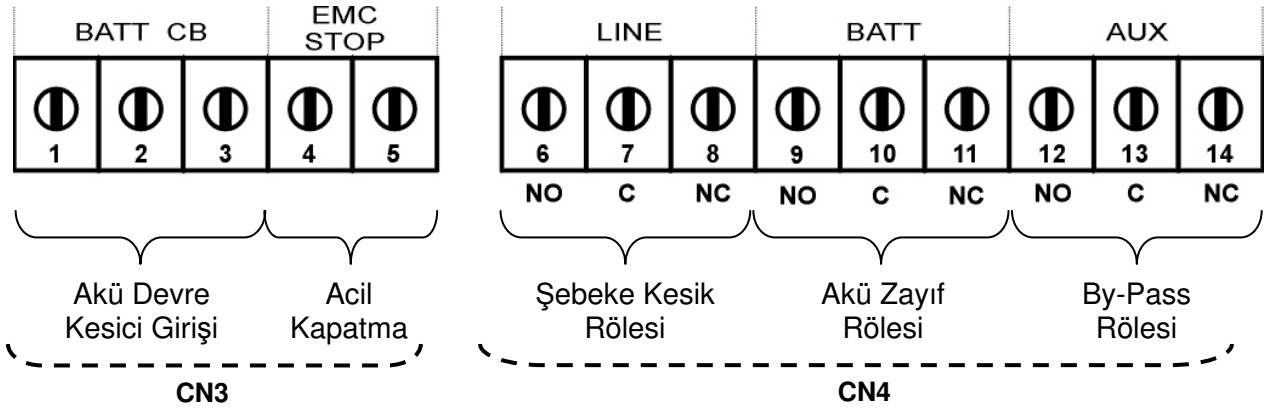 BATT CB
EMC
STOP
LINE
BATT
AUX
1 2 3 4 5
6 7 8 9 10 11 12 13 14
NO C NC NO C NC NO C NC
Akü Devre
Kesici Girişi
Acil
Kapatma
Şebeke Kesik
Rölesi
Akü Zayıf
Rölesi
By-Pass
Rölesi
CN3
CN4